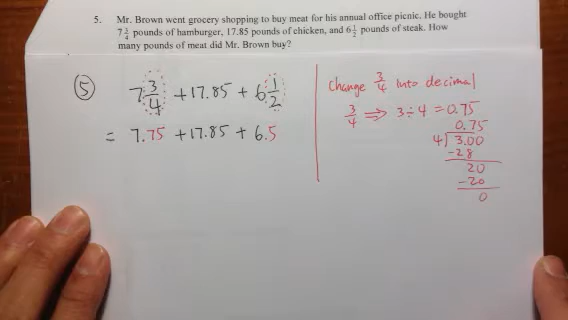 5. Mr. Brown went grocery shopping to buy meat for his annual office picnic. He bought
7 3/4 pounds of hamburger, 17.85 pounds of chicken, and 6 1/2 pounds of steak. How
many pounds of meat did Mr. Brown buy?
⑤ 7 3/4 + 17.85 + 6 1/2
= 7.75 + 17.85 + 6.5
Change 3/4 into decimal
3/4 ⇒ 3 ÷ 4 = 0.75
0.75
4 3.00
-28
20
-20
0